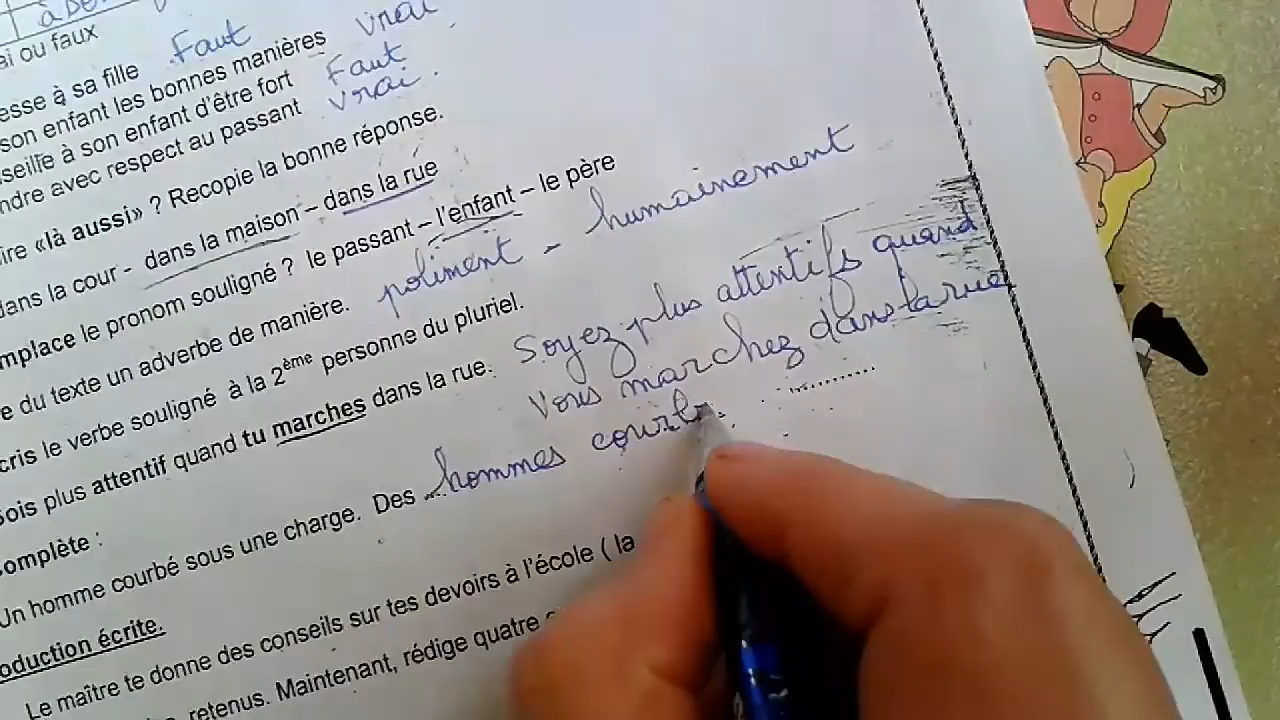 ai ou faux
esse à sa fille Faut
son enfant les bonnes manières vrai
seille à son enfant d'être fort Faut
ndre avec respect au passant vrai.
ire «là aussi» ? Recopie la bonne réponse.
dans la cour - dans la maison – dans la rue
mplace le pronom souligné ? le passant – l'enfant – le père
e du texte un adverbe de manière. poliment - humainement
cris le verbe souligné à la 2ème personne du pluriel.
Sois plus attentif quand tu marches dans la rue. Soyez plus attentifs quand
vous marchez dans la rue
omplète :
Un homme courbé sous une charge. Des hommes courb
oduction écrite.
Le maître te donne des conseils sur tes devoirs à l'école ( la
retenus. Maintenant, rédige quatre